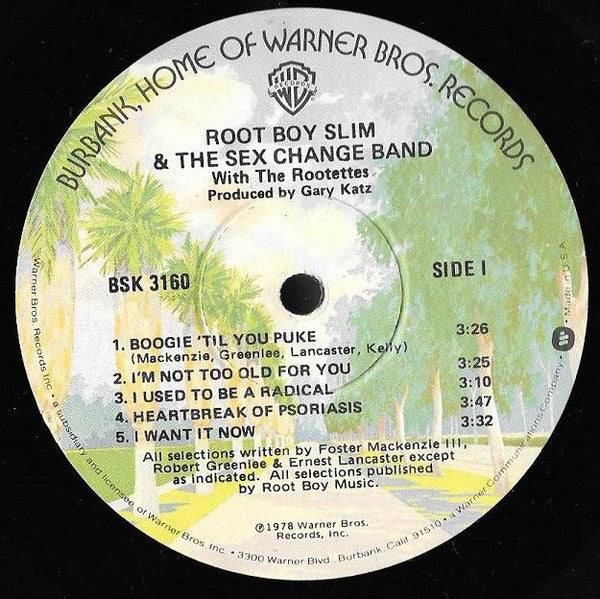 BURBANK, HOME OF WARNER BROS. RECORDS
RECORDS
ROOT BOY SLIM
& THE SEX CHANGE BAND
With The Rootettes
Produced by Gary Katz
BSK 3160
SIDE I
1. BOOGIE 'TIL YOU PUKE 3:26
(Mackenzie, Greenlee, Lancaster, Kelly)
2. I'M NOT TOO OLD FOR YOU 3:25
3. I USED TO BE A RADICAL 3:10
4. HEARTBREAK OF PSORIASIS 3:47
5. I WANT IT NOW 3:32
All selections written by Foster Mackenzie III,
Robert Greenlee & Ernest Lancaster except
as indicated. All selections published
by Root Boy Music.
℗1978 Warner Bros.
Records, Inc.
Warner Bros. Records Inc. • a subsidiary and licensee of Warner Bros. Inc. • 3300 Warner Blvd., Burbank, Calif. 91510 • a Warner Communications Company • Made in U.S.A.